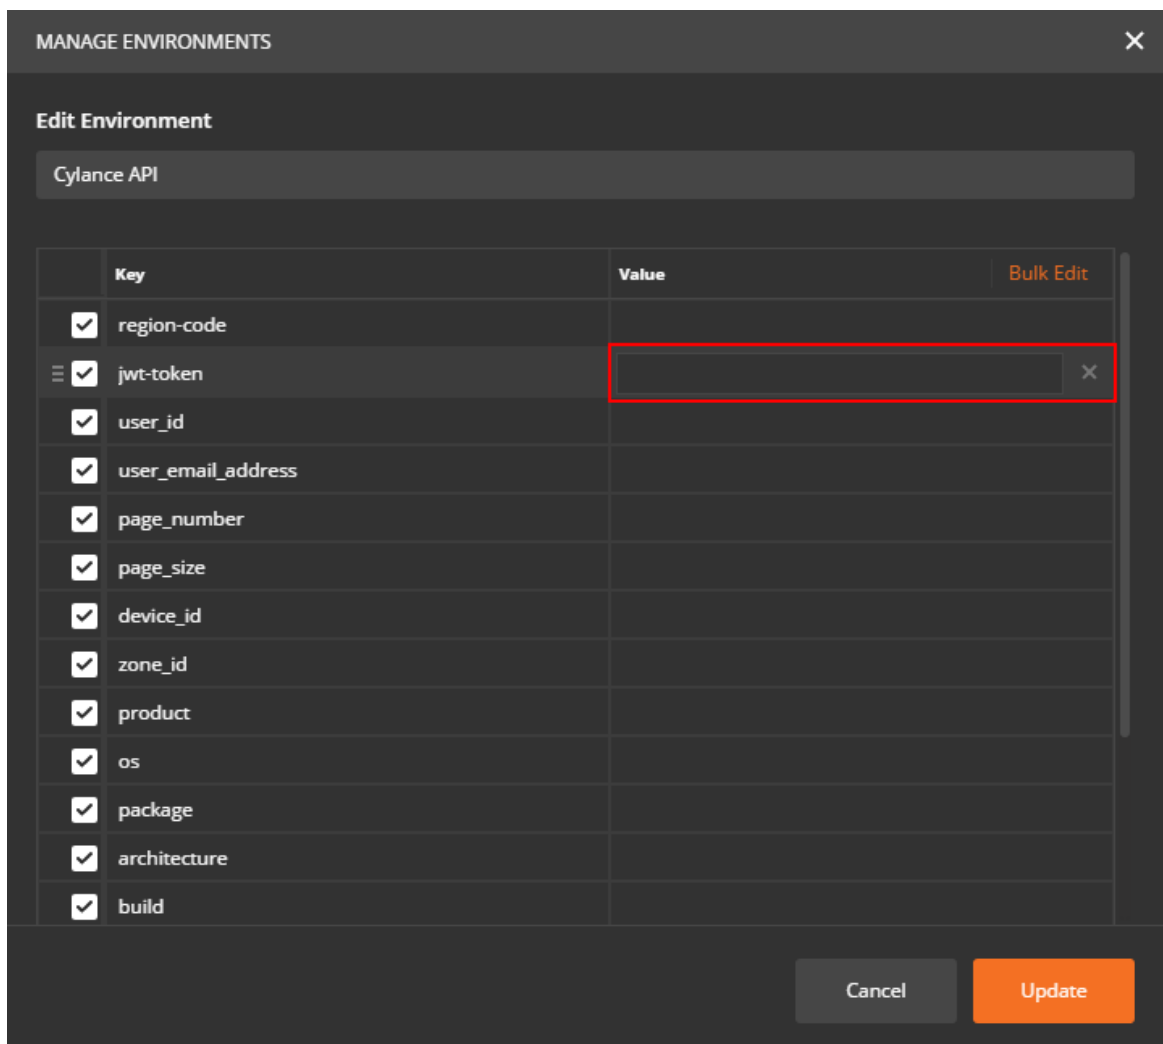 MANAGE ENVIRONMENTS
Edit Environment
Cylance API
Key Value Bulk Edit
region-code
jwt-token
user_id
user_email_address
page_number
page_size
device_id
zone_id
product
os
package
architecture
build
Cancel Update